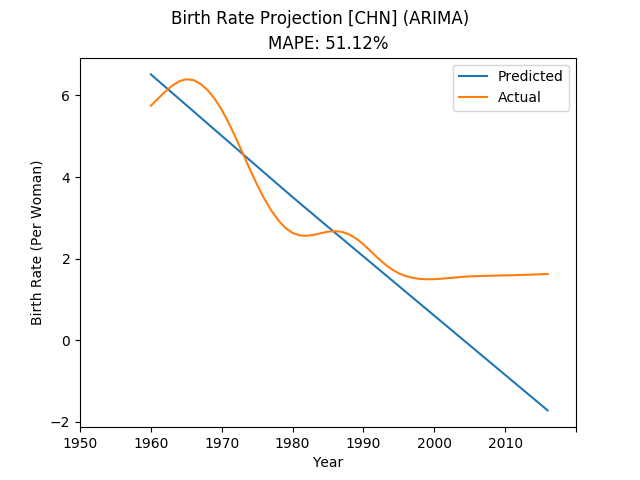 Birth Rate Projection [CHN] (ARIMA)
MAPE: 51.12%
Predicted
Actual
Birth Rate (Per Woman)
6
4
2
0
−2
1950 1960 1970 1980 1990 2000 2010
Year